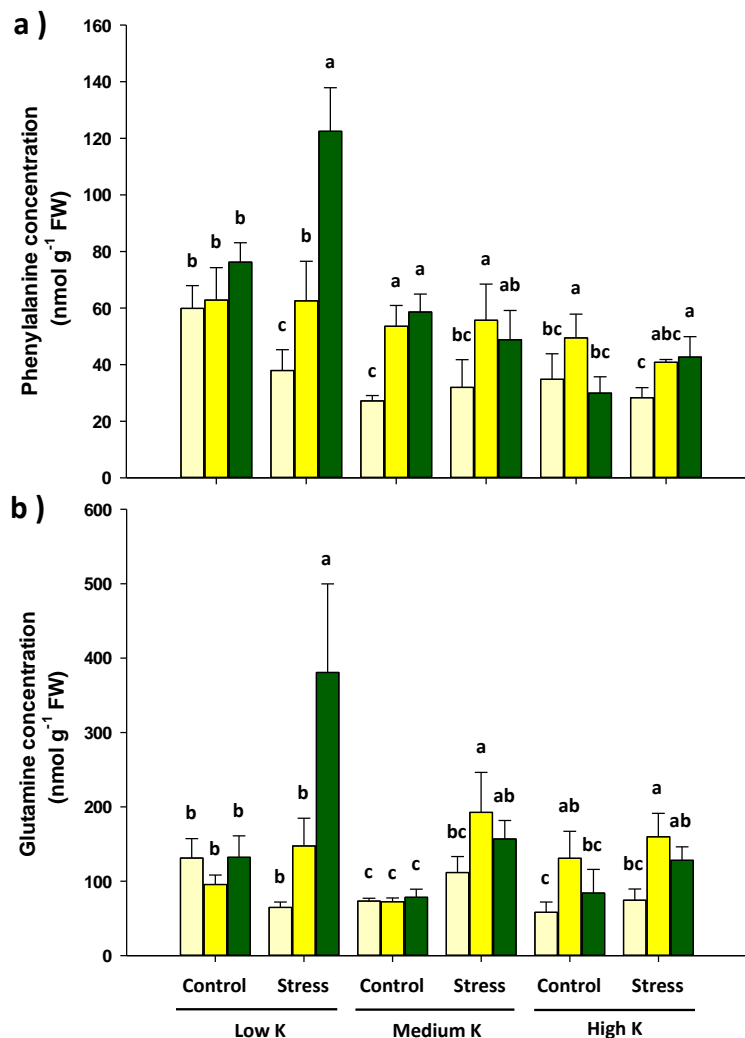 a )
160
140
120
100
80
60
40
20
0
Phenylalanine concentration
(nmol g⁻¹ FW)
b b b
c b a
c a a
bc a ab
bc a bc
c abc a
b )
600
500
400
300
200
100
0
Glutamine concentration
(nmol g⁻¹ FW)
b b b
b b a
c c c
bc a ab
c ab bc
bc a ab
Control Stress Control Stress Control Stress
Low K Medium K High K